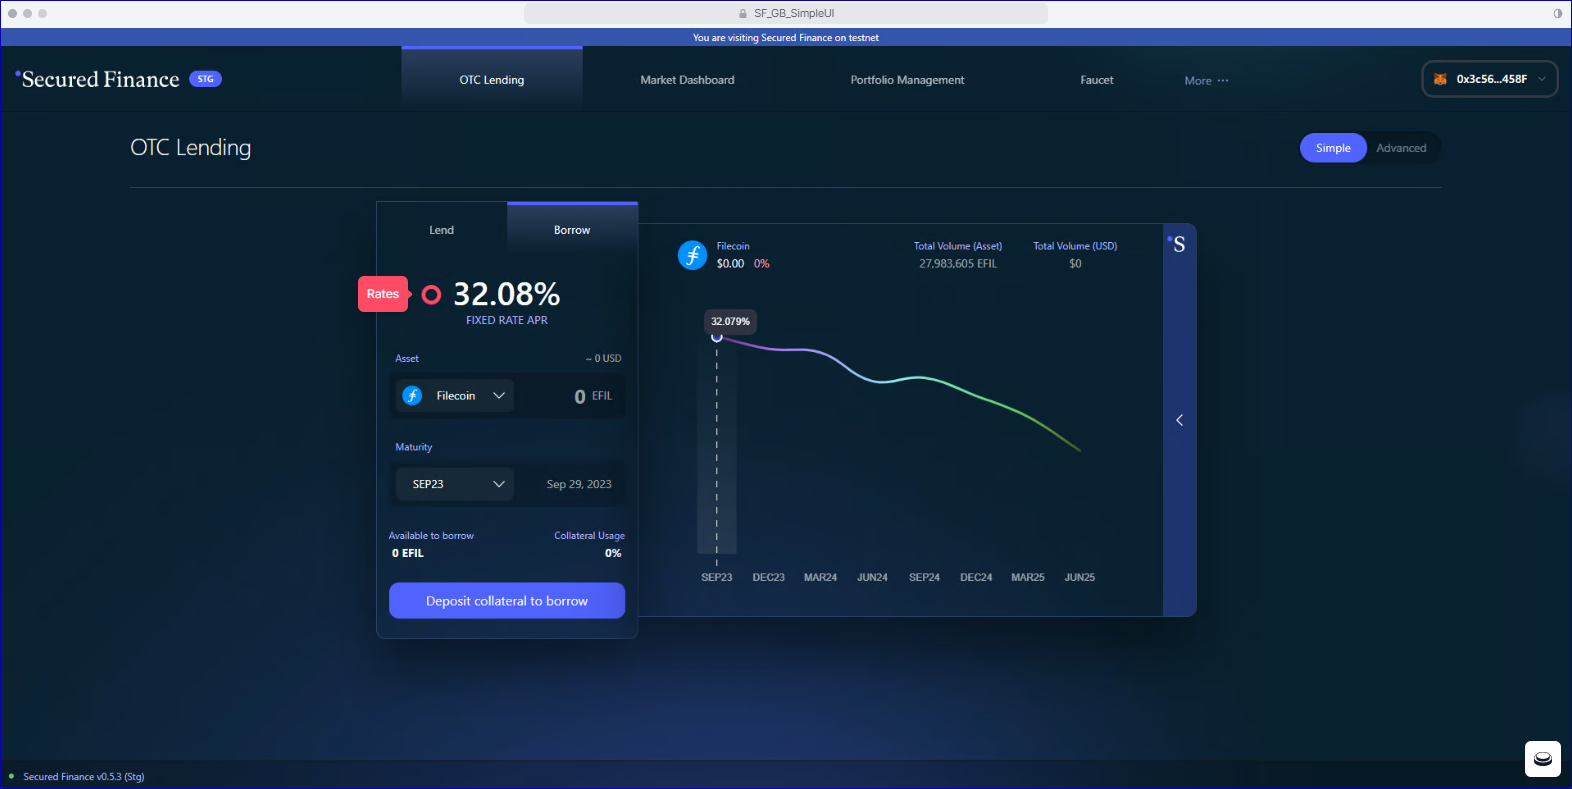 SF_GB_SimpleUI
You are visiting Secured Finance on testnet
Secured Finance STG
OTC Lending
Market Dashboard
Portfolio Management
Faucet
More ···
0x3c56...458F
OTC Lending
Simple
Advanced
Lend
Borrow
Rates
32.08%
FIXED RATE APR
Asset
~ 0 USD
Filecoin
0 EFIL
Maturity
SEP23
Sep 29, 2023
Available to borrow
Collateral Usage
0 EFIL
0%
Deposit collateral to borrow
Filecoin
$0.00 0%
Total Volume (Asset)
27,983,605 EFIL
Total Volume (USD)
$0
S
32.079%
SEP23 DEC23 MAR24 JUN24 SEP24 DEC24 MAR25 JUN25
Secured Finance v0.5.3 (Stg)